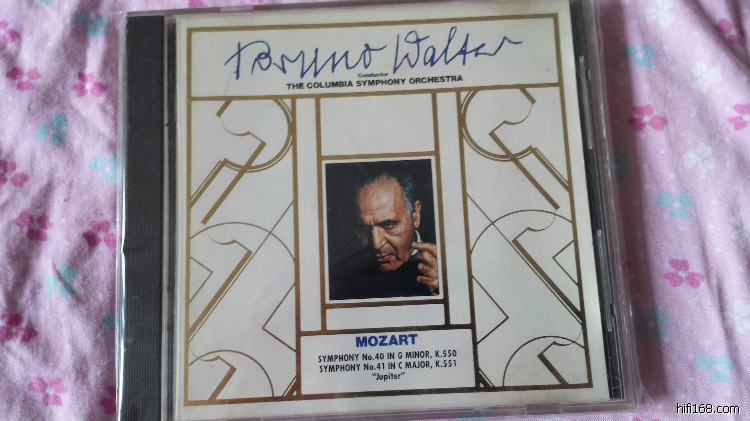 Bruno Walter
Conductor
THE COLUMBIA SYMPHONY ORCHESTRA
MOZART
SYMPHONY No.40 IN G MINOR, K.550
SYMPHONY No.41 IN C MAJOR, K.551
"Jupiter"
hifi168.com